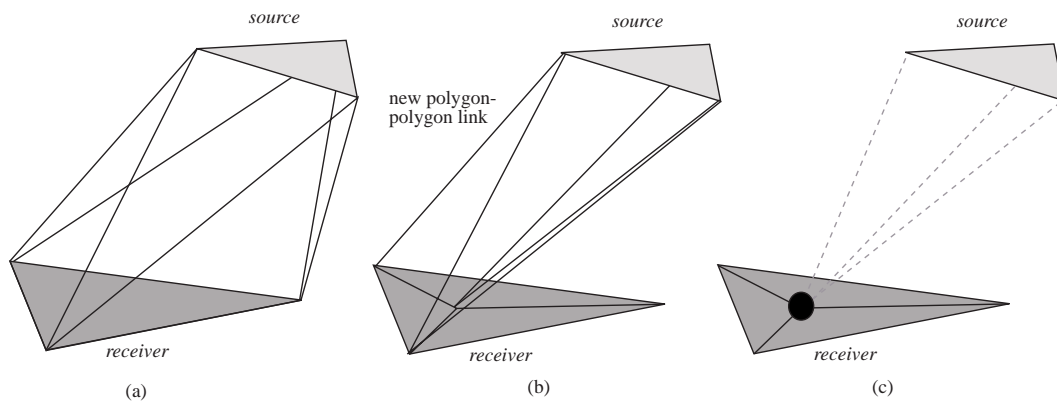 source
source
source
new polygon-
polygon link
receiver
receiver
receiver
(a)
(b)
(c)